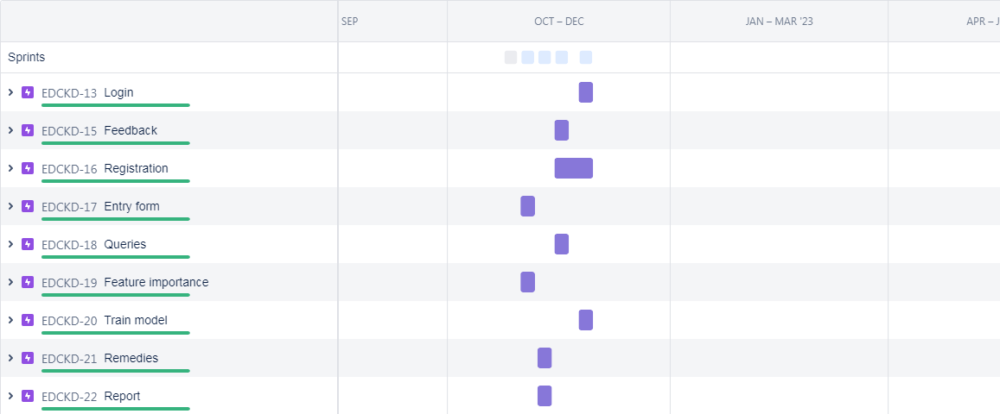 SEP OCT – DEC JAN – MAR '23 APR – J
Sprints
EDCKD-13 Login
EDCKD-15 Feedback
EDCKD-16 Registration
EDCKD-17 Entry form
EDCKD-18 Queries
EDCKD-19 Feature importance
EDCKD-20 Train model
EDCKD-21 Remedies
EDCKD-22 Report